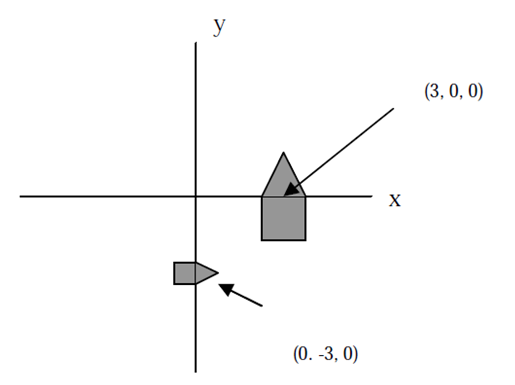 y
(3, 0, 0)
x
(0. -3, 0)